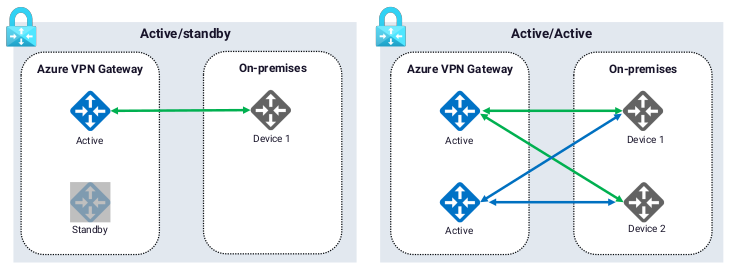 Active/standby
Azure VPN Gateway
On-premises
Active
Device 1
Standby
Active/Active
Azure VPN Gateway
On-premises
Active
Device 1
Active
Device 2